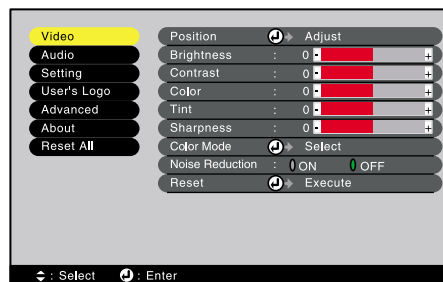 Video
Audio
Setting
User's Logo
Advanced
About
Reset All
Position Adjust
Brightness : 0 - +
Contrast : 0 - +
Color : 0 - +
Tint : 0 - +
Sharpness : 0 - +
Color Mode Select
Noise Reduction : ON OFF
Reset Execute
: Select : Enter